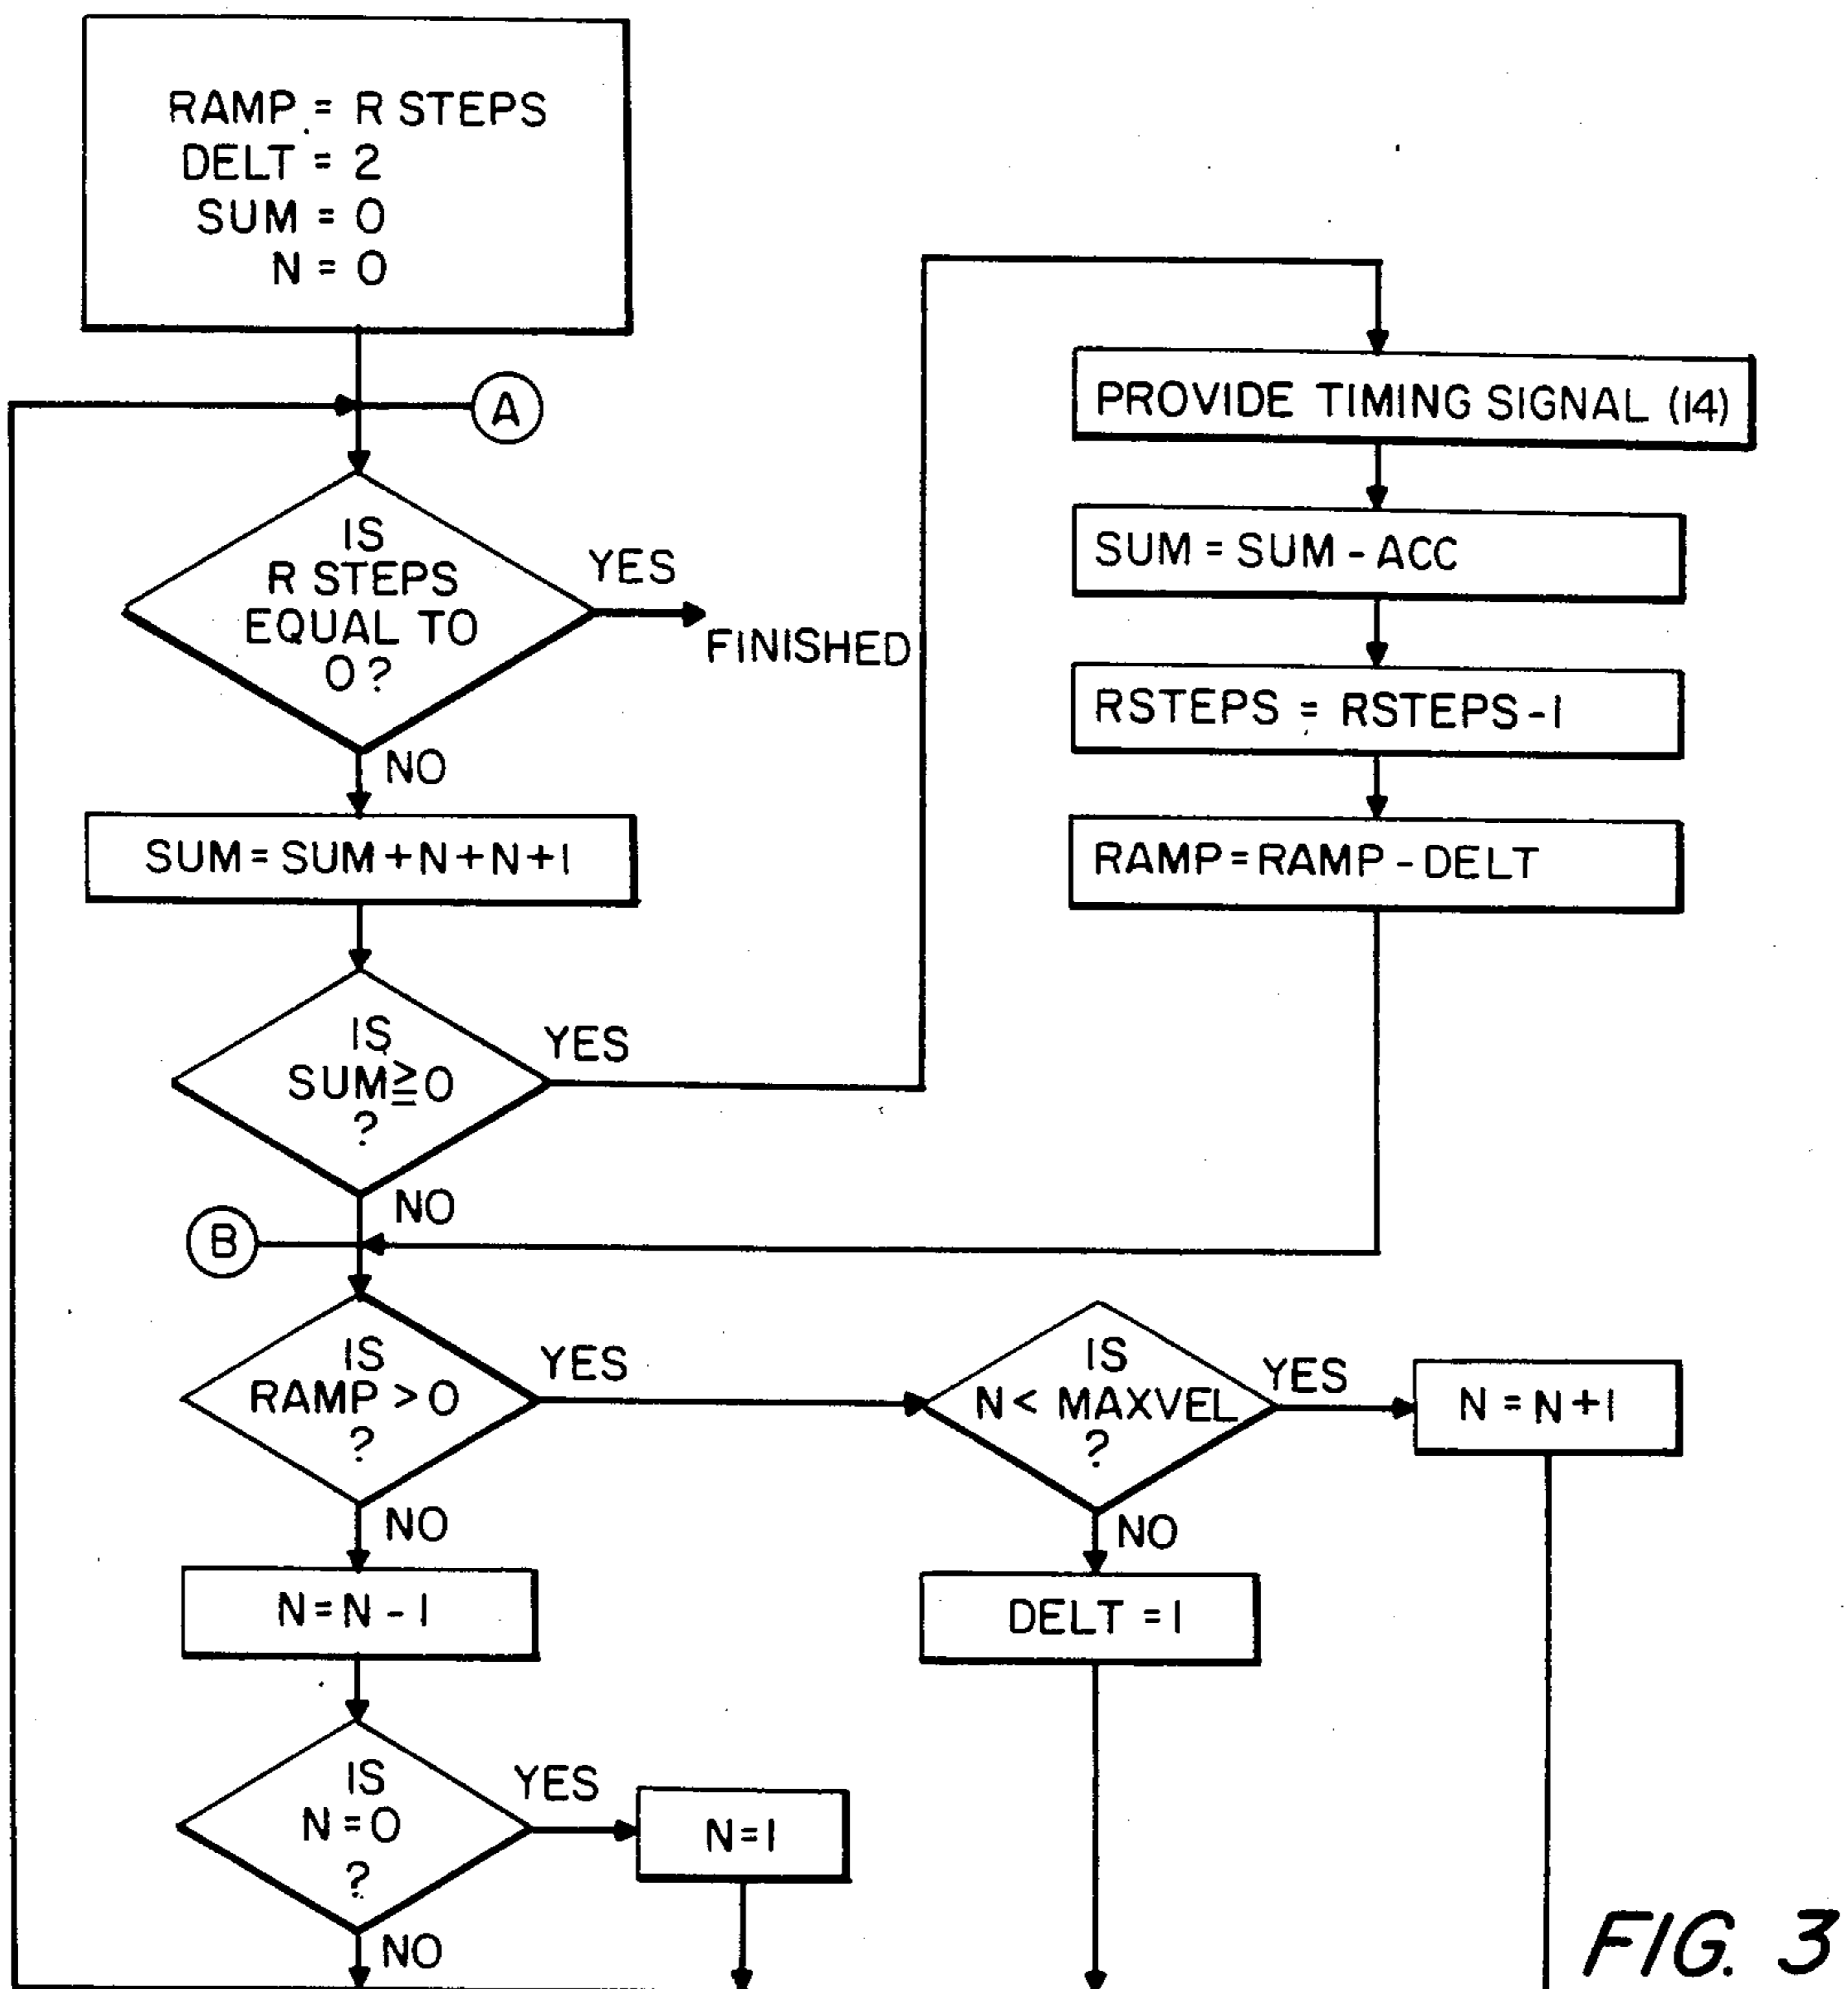 RAMP = R STEPS
DELT = 2
SUM = 0
N = 0
A
IS
R STEPS
EQUAL TO
0?
YES
FINISHED
NO
SUM=SUM+N+N+1
IS
SUM≧0
?
YES
NO
PROVIDE TIMING SIGNAL (14)
SUM = SUM - ACC
RSTEPS = RSTEPS-1
RAMP=RAMP-DELT
B
IS
RAMP > 0
?
YES
NO
IS
N < MAXVEL
?
YES
N = N+1
NO
DELT = 1
N=N-1
IS
N=0
?
YES
N=1
NO
FIG. 3